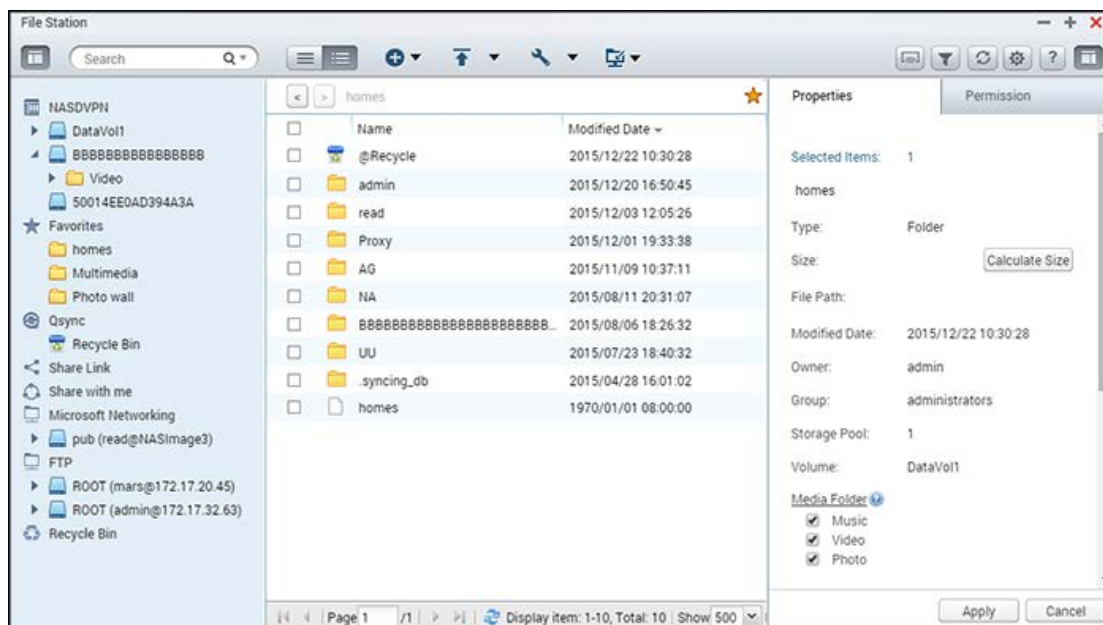 File Station
Search
NASDVPN
DataVol1
BBBBBBBBBBBBBBBB
Video
50014EE0AD394A3A
Favorites
homes
Multimedia
Photo wall
Qsync
Recycle Bin
Share Link
Share with me
Microsoft Networking
pub (read@NASImage3)
FTP
ROOT (mars@172.17.20.45)
ROOT (admin@172.17.32.63)
Recycle Bin
< > homes
Name Modified Date
@Recycle 2015/12/22 10:30:28
admin 2015/12/20 16:50:45
read 2015/12/03 12:05:26
Proxy 2015/12/01 19:33:38
AG 2015/11/09 10:37:11
NA 2015/08/11 20:31:07
BBBBBBBBBBBBBBBBBBBBBBBB... 2015/08/06 18:26:32
UU 2015/07/23 18:40:32
.syncing_db 2015/04/28 16:01:02
homes 1970/01/01 08:00:00
Page 1 /1 Display item: 1-10, Total: 10 Show 500
?
Properties Permission
Selected Items: 1
homes
Type: Folder
Size: Calculate Size
File Path:
Modified Date: 2015/12/22 10:30:28
Owner: admin
Group: administrators
Storage Pool: 1
Volume: DataVol1
Media Folder
Music
Video
Photo
Apply Cancel